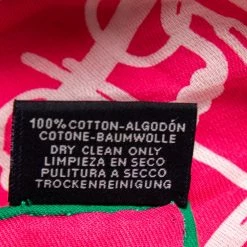 100%COTTON-ALGODÓN
COTONE-BAUMWOLLE
DRY CLEAN ONLY
LIMPIEZA EN SECO
PULITURA A SECCO
TROCKENREINIGUNG